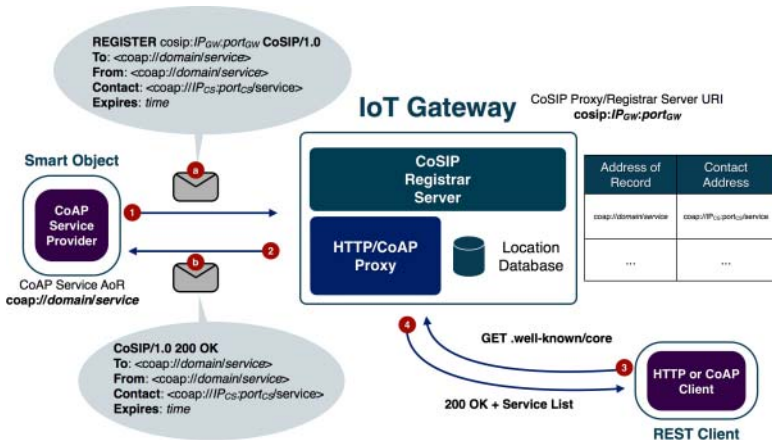 REGISTER cosip:IPGW:portGW CoSIP/1.0
To: <coap://domain/service>
From: <coap://domain/service>
Contact: <coap://IPCS:portCS/service>
Expires: time
IoT Gateway
CoSIP Proxy/Registrar Server URI
cosip:IPGW:portGW
Smart Object
CoAP
Service
Provider
CoAP Service AoR
coap://domain/service
a
1
2
b
CoSIP
Registrar
Server
HTTP/CoAP
Proxy
Location
Database
Address of
Record
Contact
Address
coap://domain/service
coap://IPCS:portCS/service
...
...
CoSIP/1.0 200 OK
To: <coap://domain/service>
From: <coap://domain/service>
Contact: <coap://IPCS:portCS/service>
Expires: time
4
GET .well-known/core
3
200 OK + Service List
HTTP or CoAP
Client
REST Client